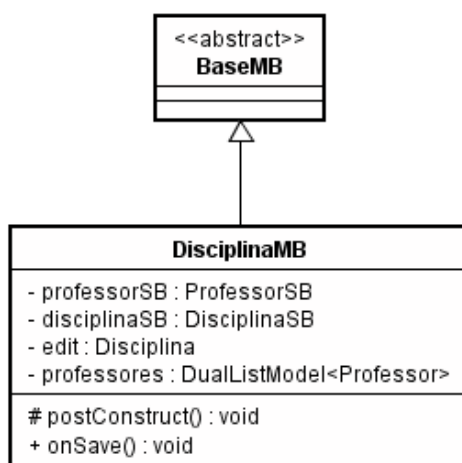 <<abstract>>
BaseMB
DisciplinaMB
- professorSB : ProfessorSB
- disciplinaSB : DisciplinaSB
- edit : Disciplina
- professores : DualListModel<Professor>
# postConstruct() : void
+ onSave() : void